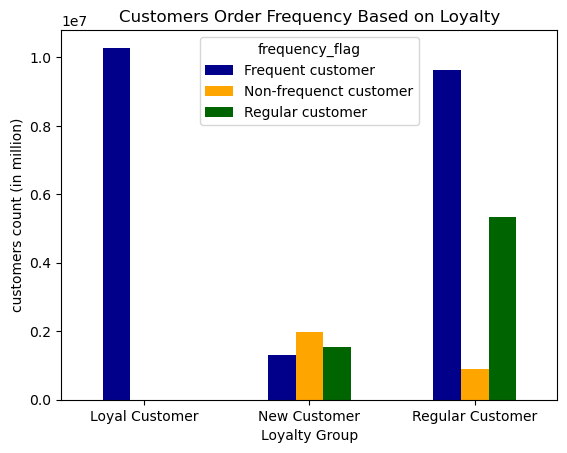 Customers Order Frequency Based on Loyalty
1e7
frequency_flag
Frequent customer
Non-frequenct customer
Regular customer
customers count (in million)
1.0
0.8
0.6
0.4
0.2
0.0
Loyal Customer New Customer Regular Customer
Loyalty Group